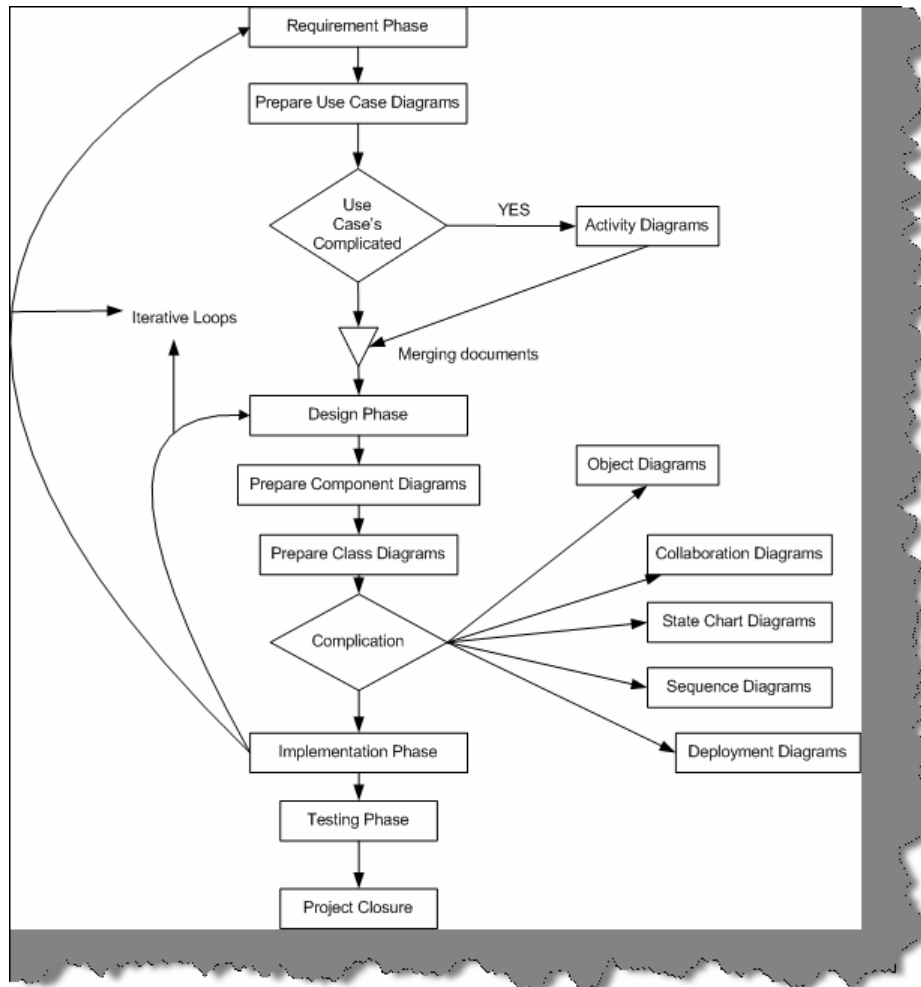 Requirement Phase
Prepare Use Case Diagrams
Use
Case's
Complicated
YES
Activity Diagrams
Iterative Loops
Merging documents
Design Phase
Object Diagrams
Prepare Component Diagrams
Prepare Class Diagrams
Collaboration Diagrams
Complication
State Chart Diagrams
Sequence Diagrams
Implementation Phase
Deployment Diagrams
Testing Phase
Project Closure